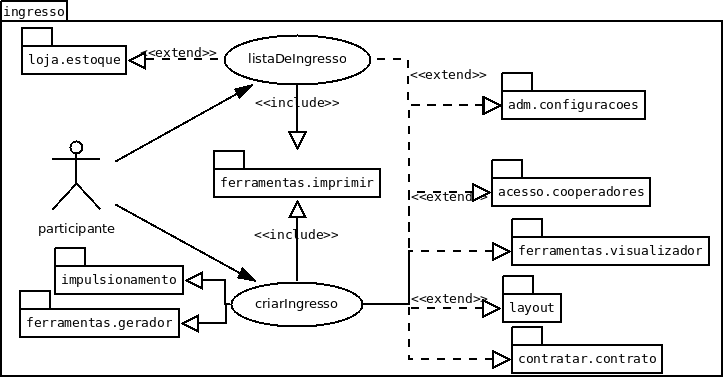 ingresso
<<extend>>
listaDeIngresso
loja.estoque
<<extend>>
<<include>>
adm.configuracoes
ferramentas.imprimir
acesso.cooperadores
<<extend>>
participante
<<include>>
ferramentas.visualizador
impulsionamento
<<extend>>
criarIngresso
layout
ferramentas.gerador
contratar.contrato